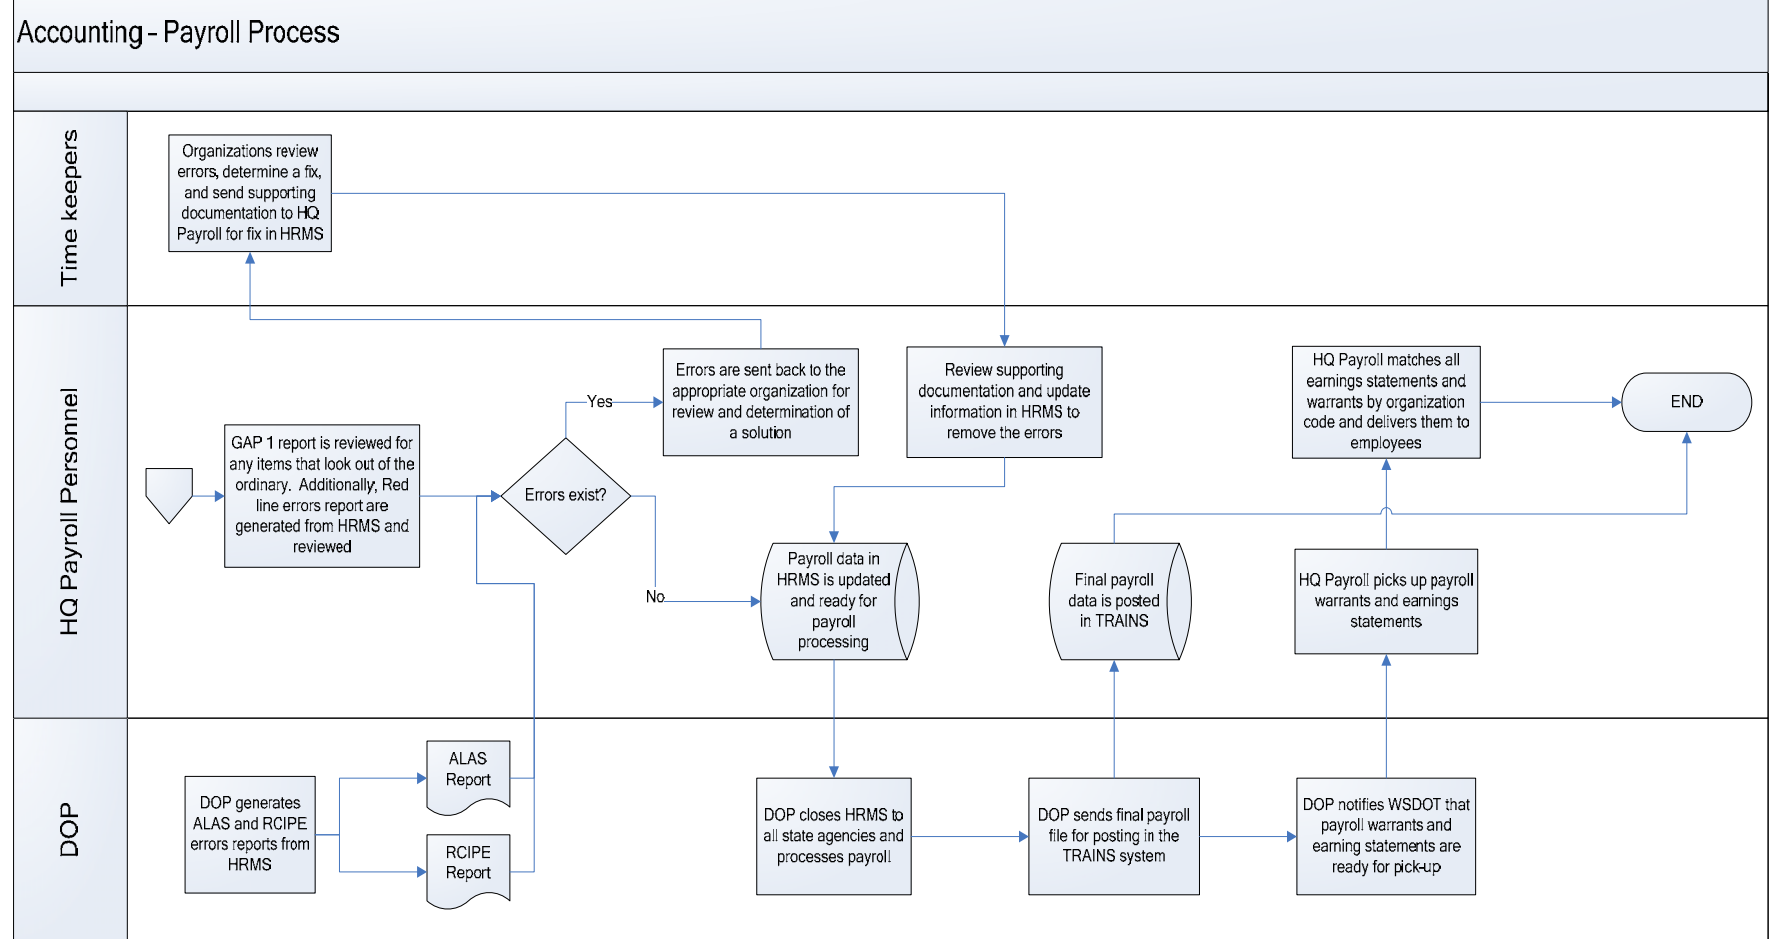 Accounting - Payroll Process
Time keepers
Organizations review
errors, determine a fix,
and send supporting
documentation to HQ
Payroll for fix in HRMS
HQ Payroll Personnel
GAP 1 report is reviewed for
any items that look out of the
ordinary. Additionally, Red
line errors report are
generated from HRMS and
reviewed
Errors exist?
Yes
No
Errors are sent back to the
appropriate organization for
review and determination of
a solution
Review supporting
documentation and update
information in HRMS to
remove the errors
Payroll data in
HRMS is updated
and ready for
payroll
processing
Final payroll
data is posted
in TRAINS
HQ Payroll matches all
earnings statements and
warrants by organization
code and delivers them to
employees
END
HQ Payroll picks up payroll
warrants and earnings
statements
DOP
DOP generates
ALAS and RCIPE
errors reports from
HRMS
ALAS
Report
RCIPE
Report
DOP closes HRMS to
all state agencies and
processes payroll
DOP sends final payroll
file for posting in the
TRAINS system
DOP notifies WSDOT that
payroll warrants and
earning statements are
ready for pick-up